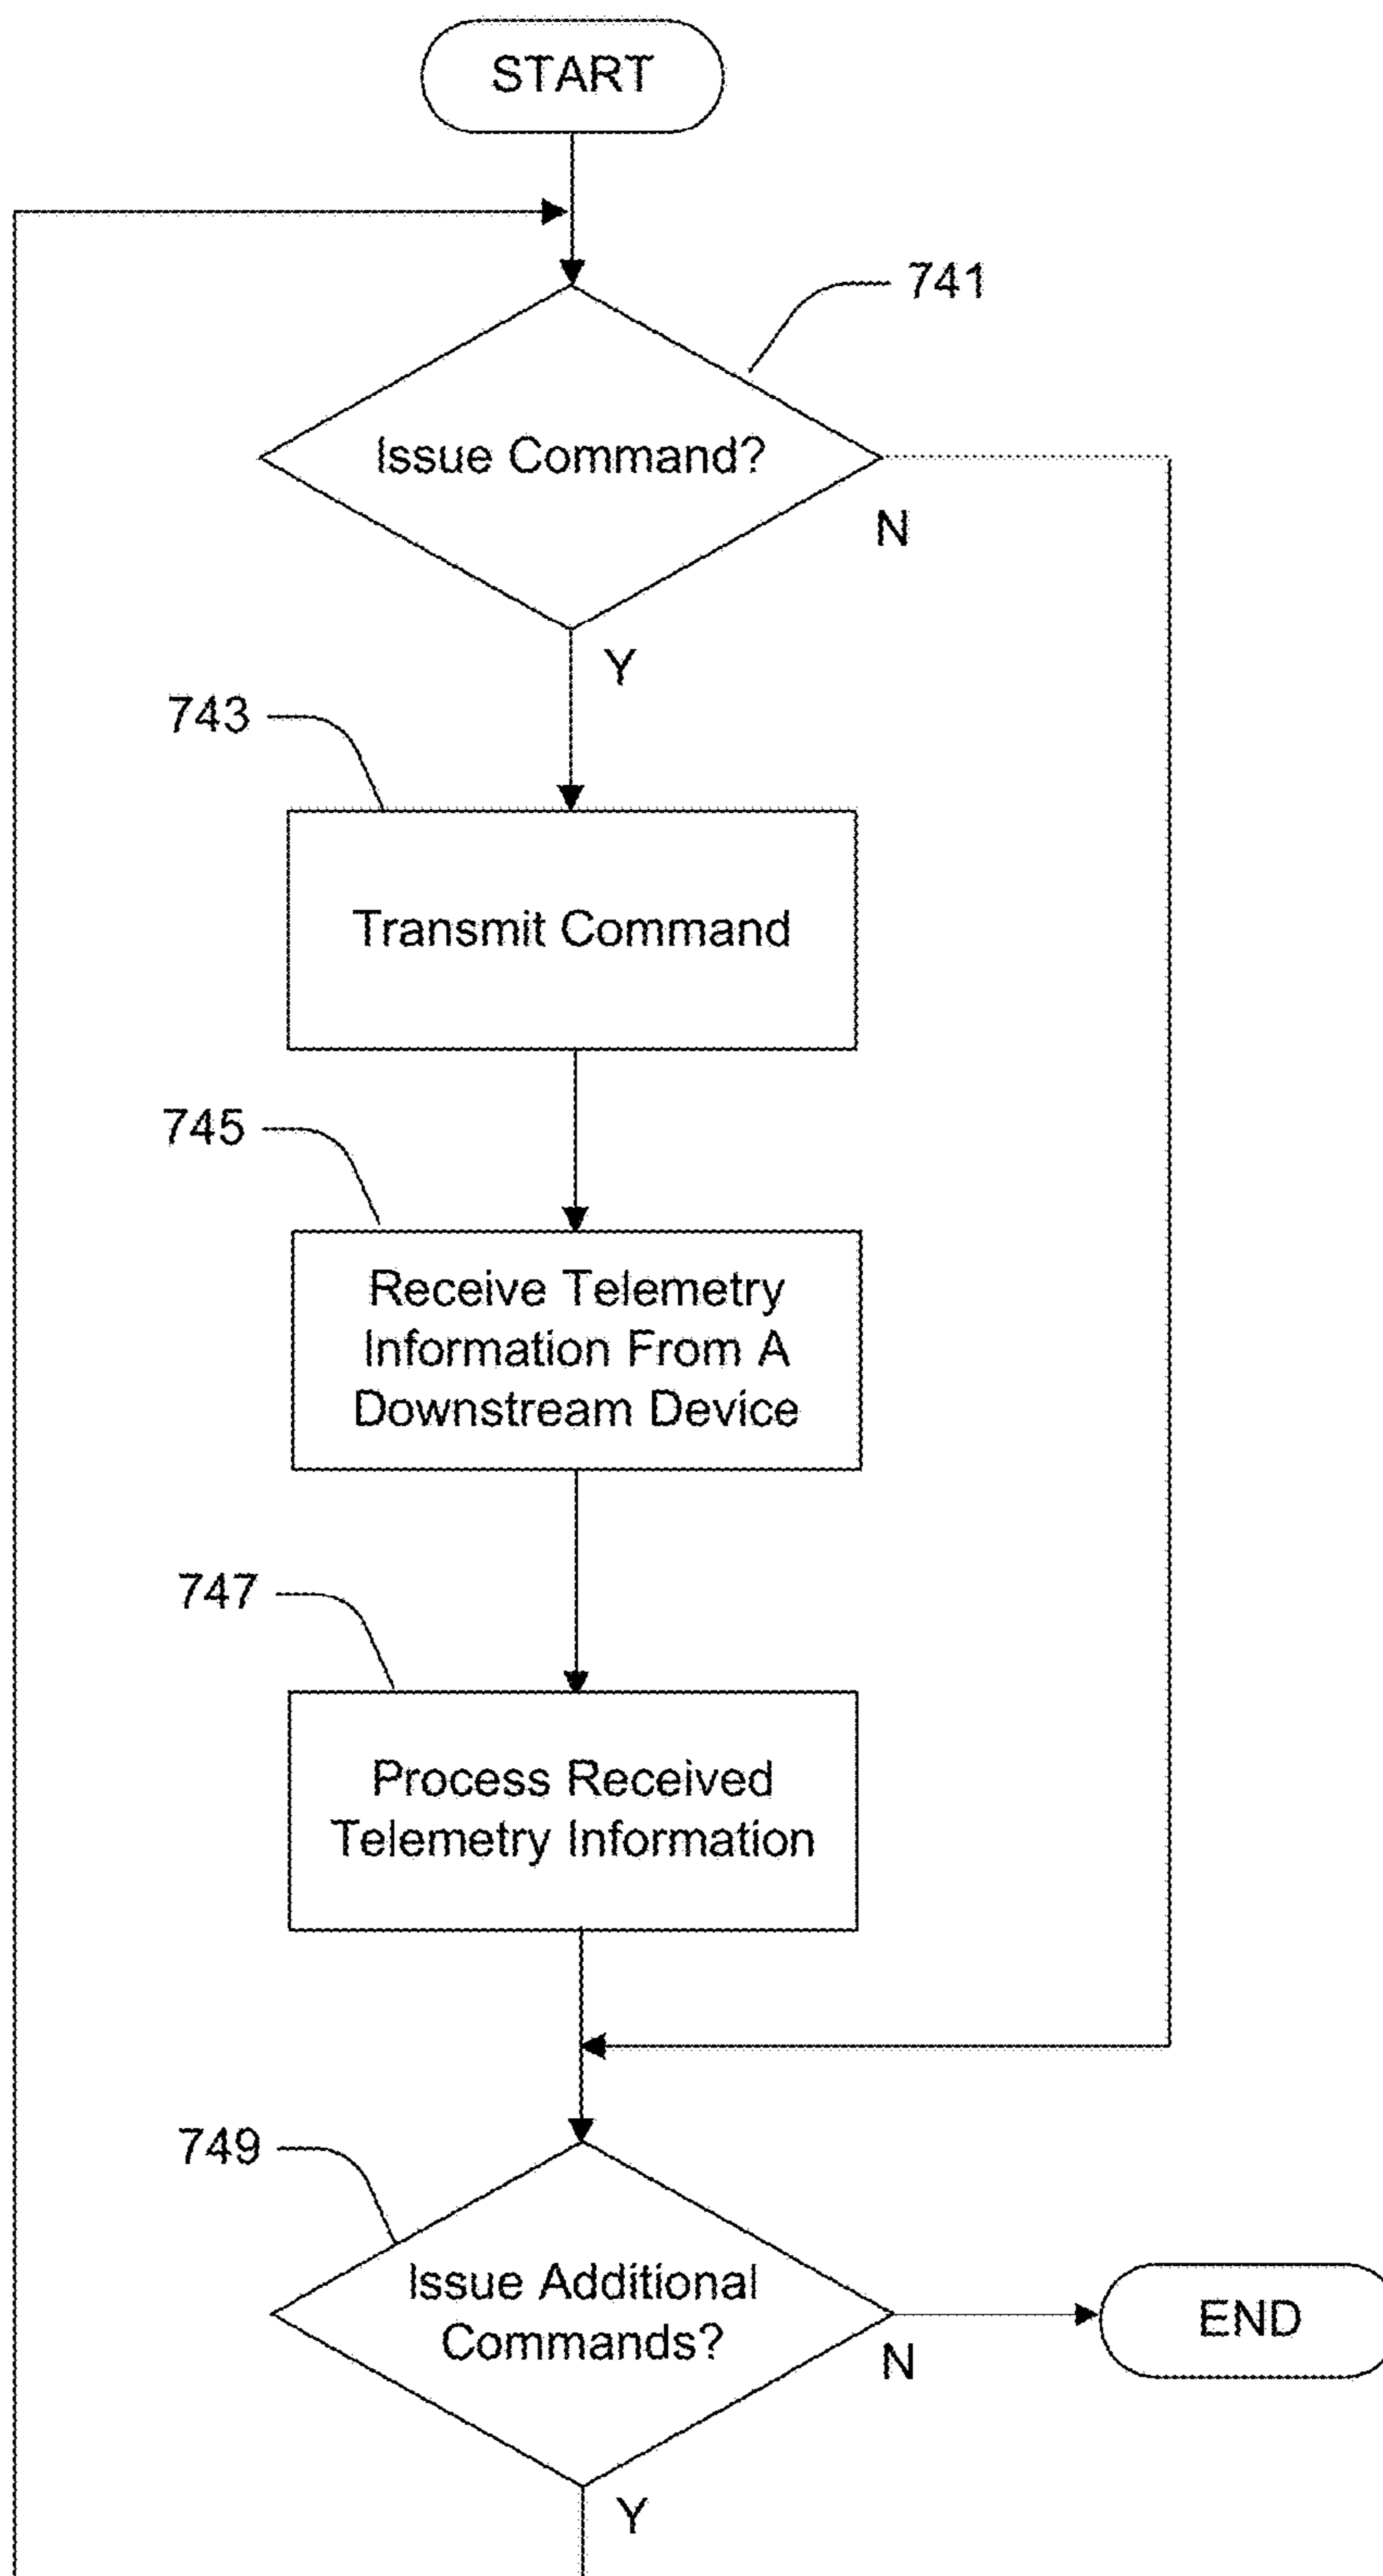 START
741
Issue Command?
N
Y
743
Transmit Command
745
Receive Telemetry
Information From A
Downstream Device
747
Process Received
Telemetry Information
749
Issue Additional
Commands?
END
N
Y